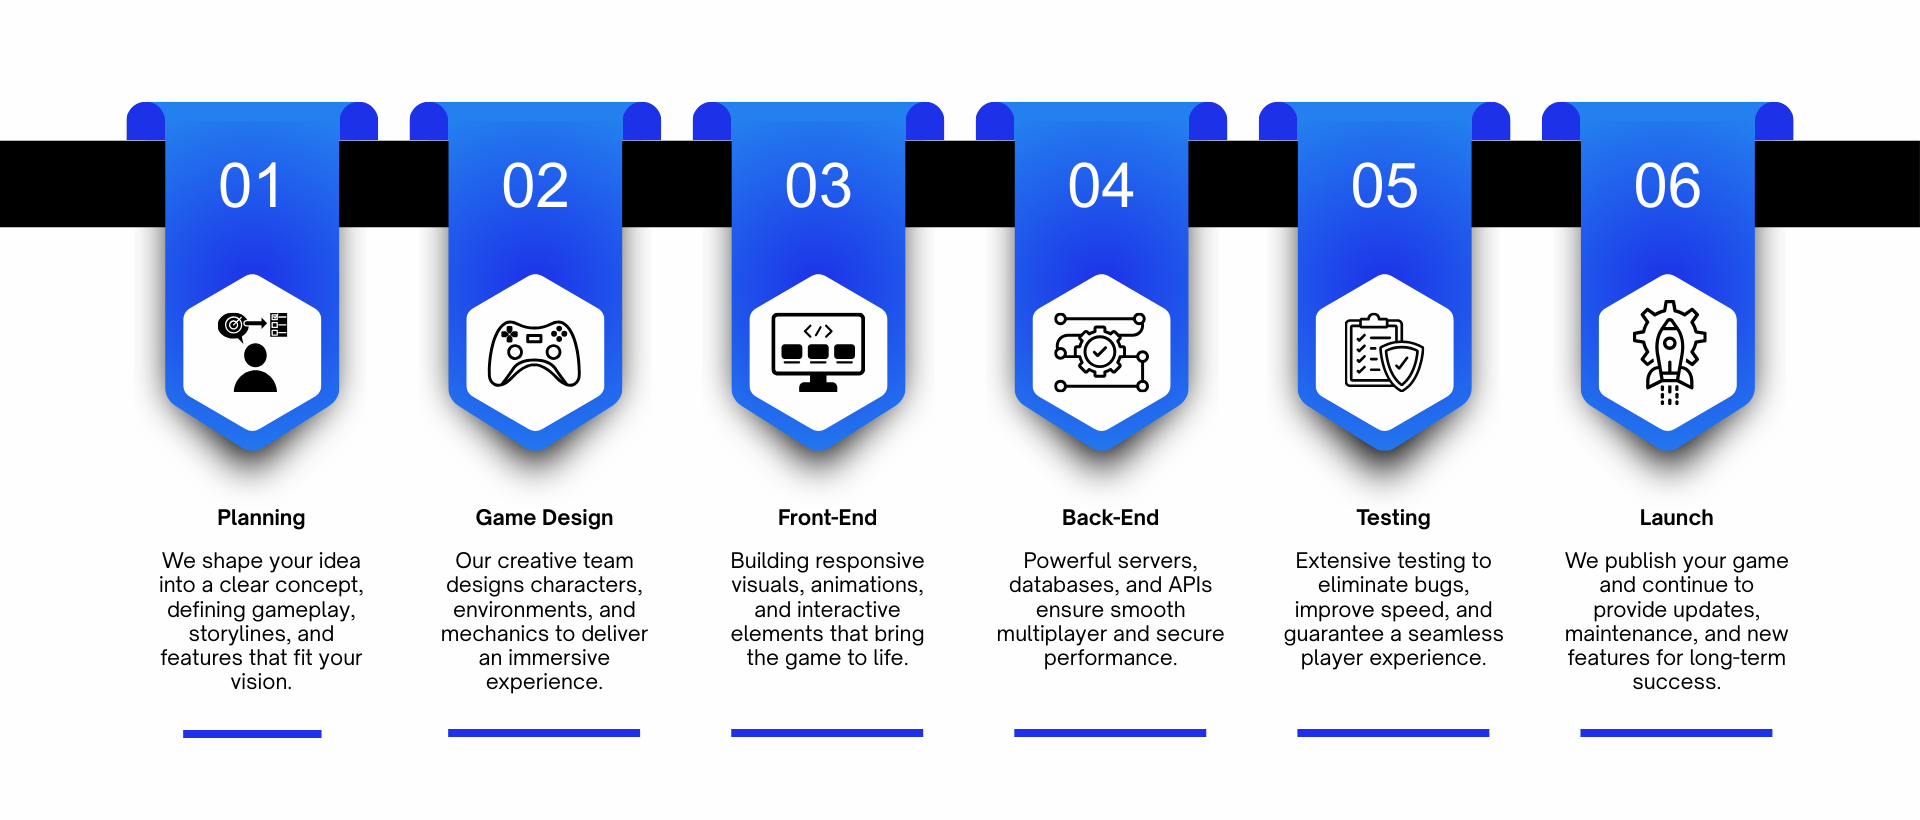 01
02
03
04
05
06
</>
Planning
We shape your idea
into a clear concept,
defining gameplay,
storylines, and
features that fit your
vision.
Game Design
Our creative team
designs characters,
environments, and
mechanics to deliver
an immersive
experience.
Front-End
Building responsive
visuals, animations,
and interactive
elements that bring
the game to life.
Back-End
Powerful servers,
databases, and APIs
ensure smooth
multiplayer and secure
performance.
Testing
Extensive testing to
eliminate bugs,
improve speed, and
guarantee a seamless
player experience.
Launch
We publish your game
and continue to
provide updates,
maintenance, and new
features for long-term
success.